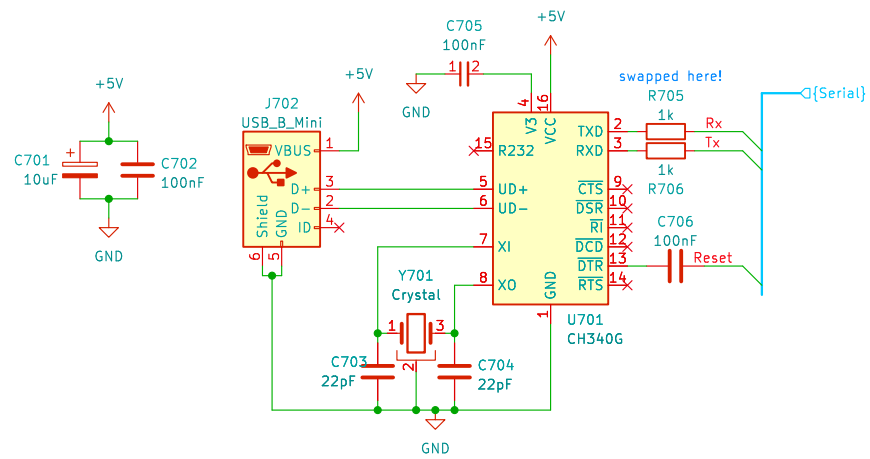 C705
100nF
+5V
1 2
GND
+5V
swapped here!
{Serial}
+5V
J702
USB_B_Mini
4
16
V3
VCC
TXD 2
R705
1k
Rx
C701
10uF
+
C702
100nF
VBUS 1
15 R232
RXD 3
Tx
1k
R706
D+ 3
5 UD+
CTS 9
D- 2
6 UD-
DSR 10
ID 4
RI 11
Shield
GND
6 5
7 XI
DCD 12
C706
100nF
DTR 13
Reset
GND
Y701
Crystal
8 XO
RTS 14
GND
1
1 3
2
U701
CH340G
C703
22pF
C704
22pF
GND